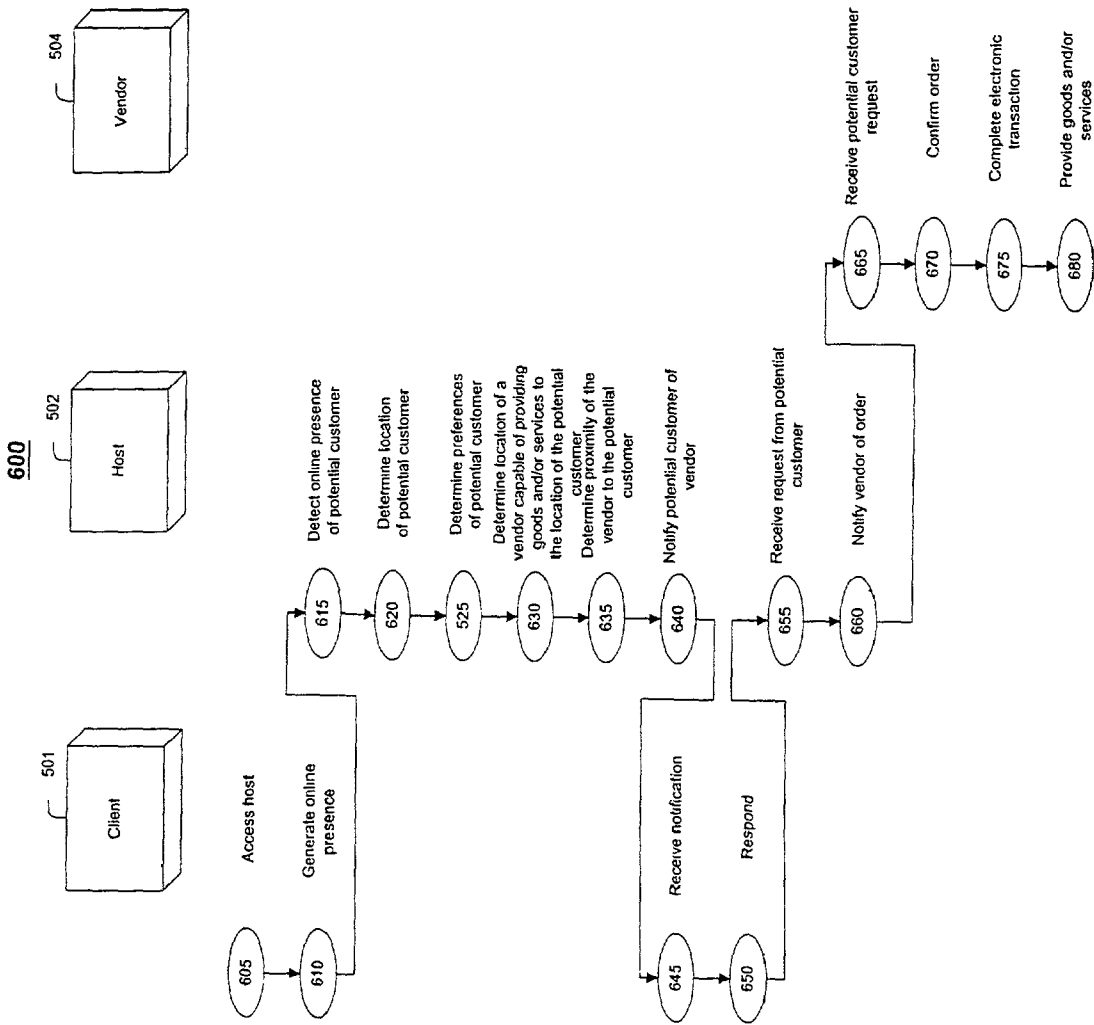 600
501
Client
502
Host
504
Vendor
605
Access host
610
Generate online
presence
615
Detect online presence
of potential customer
620
Determine location
of potential customer
525
Determine preferences
of potential customer
630
Determine location of a
vendor capable of providing
goods and/or services to
the location of the potential
customer
635
Determine proximity of the
vendor to the potential
customer
640
Notify potential customer of
vendor
645
Receive notification
650
Respond
655
Receive request from potential
customer
660
Notify vendor of order
665
Receive potential customer
request
670
Confirm order
675
Complete electronic
transaction
680
Provide goods and/or
services